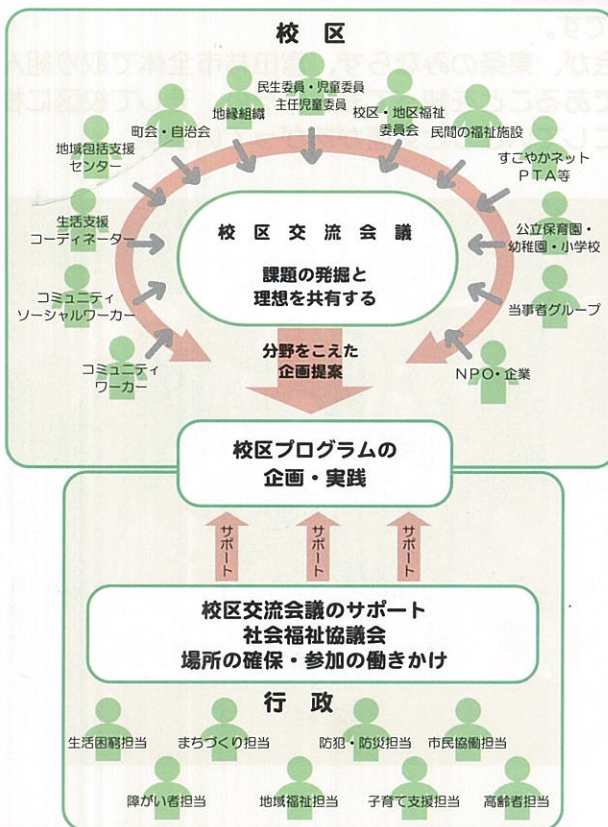 です。
校 区
民生委員・児童委員
主任児童委員
地縁組織
校区・地区福祉
委員会
町会・自治会
民間の福祉施設
地域包括支援
センター
すこやかネット
PTA等
生活支援
コーディネーター
公立保育園・
幼稚園・小学校
コミュニティ
ソーシャルワーカー
当事者グループ
コミュニティ
ワーカー
NPO・企業
校 区 交 流 会 議
課題の発掘と
理想を共有する
分野をこえた
企画提案
校区プログラムの
企画・実践
サポート
サポート
サポート
校区交流会議のサポート
社会福祉協議会
場所の確保・参加の働きかけ
行 政
生活困窮担当
まちづくり担当
防犯・防災担当
市民協働担当
障がい者担当
地域福祉担当
子育て支援担当
高齢者担当